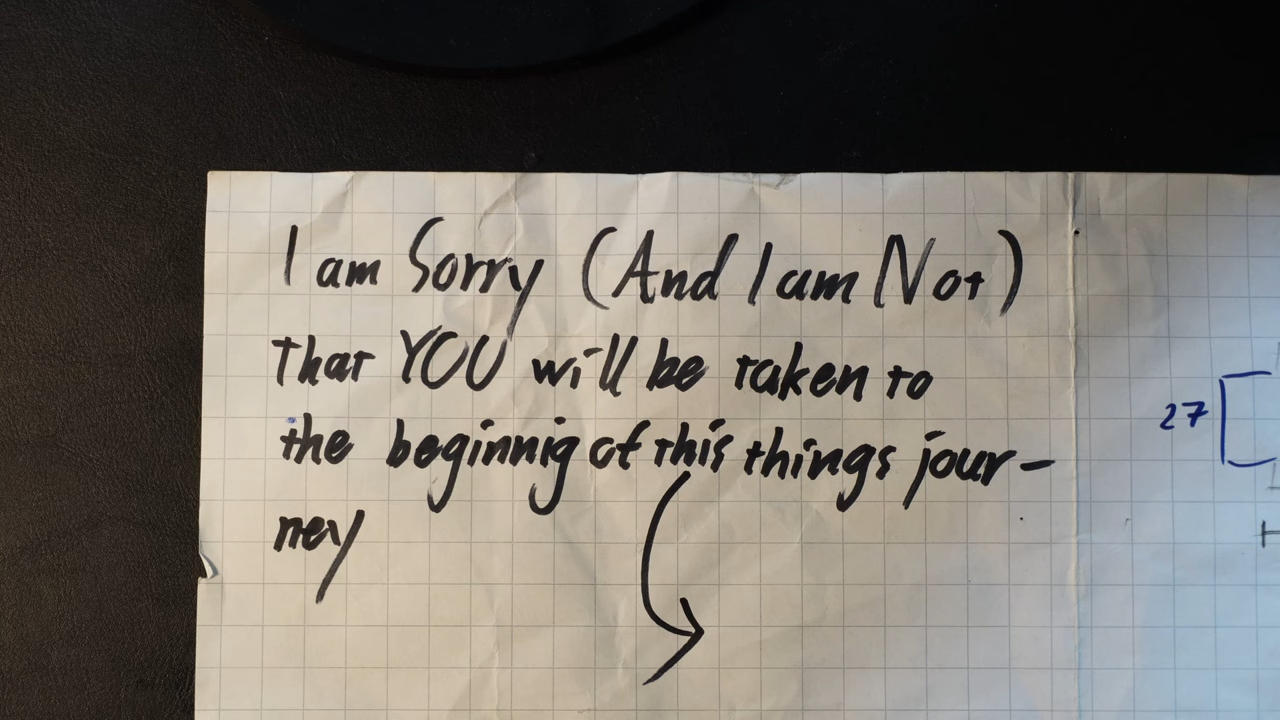 I am Sorry (And I am Not)
that YOU will be taken to
the beginnig of this things jour-
ney
27